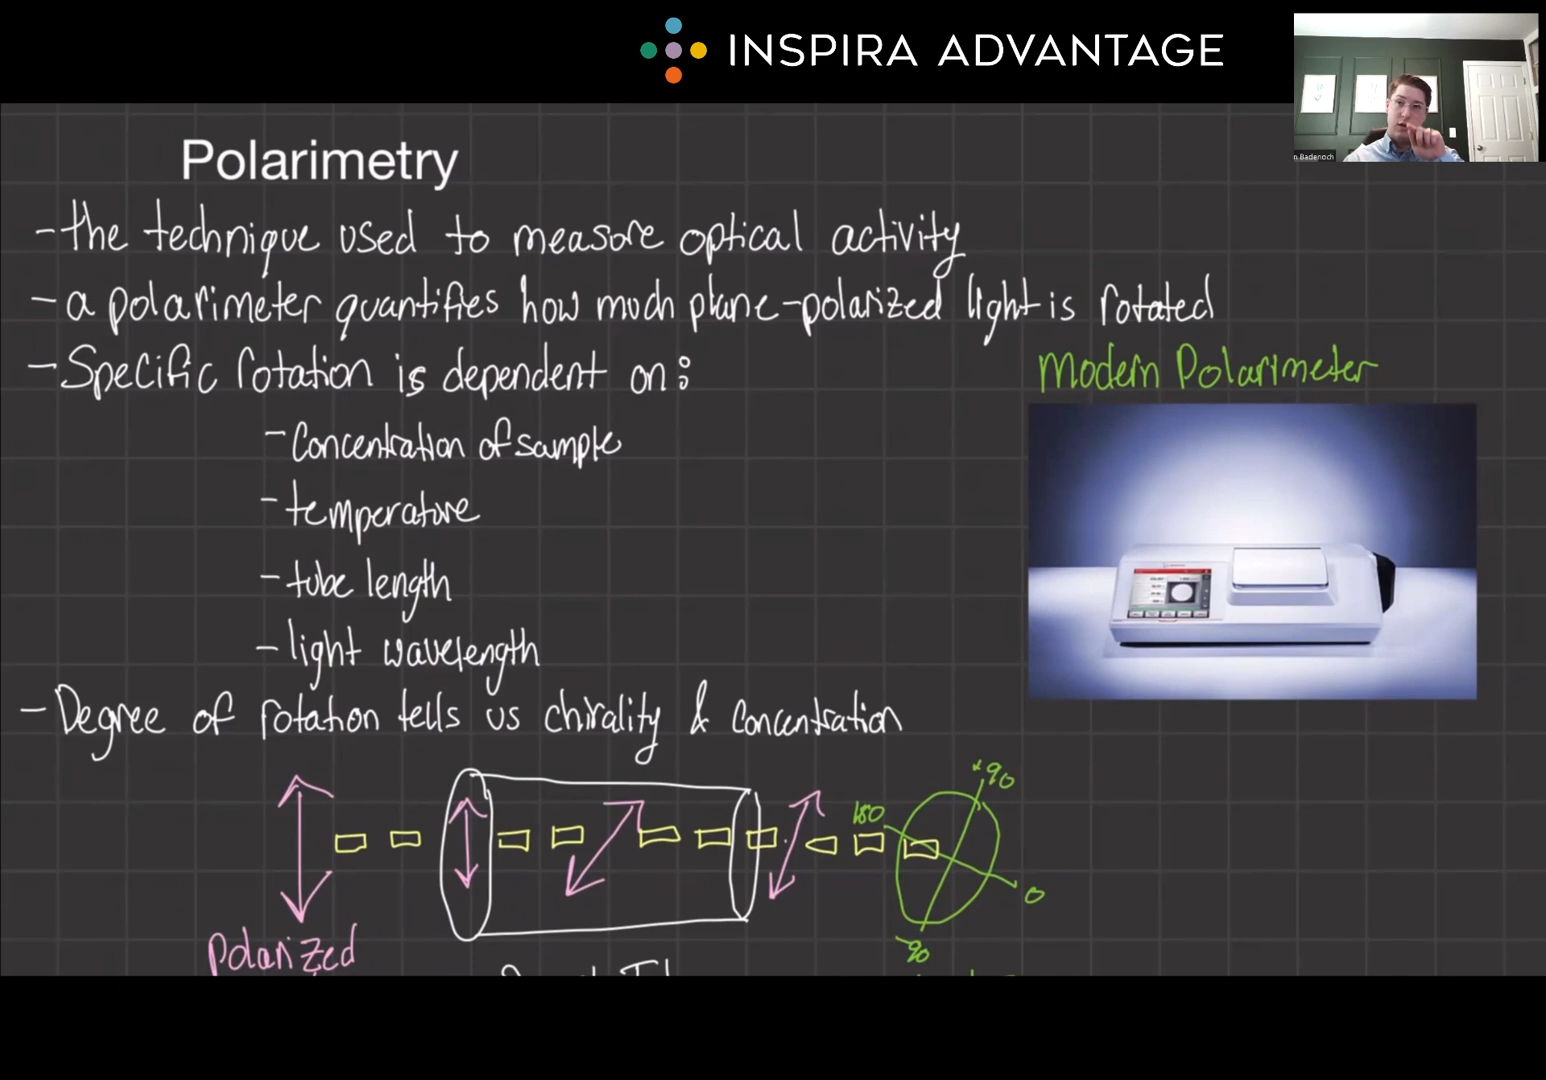 INSPIRA ADVANTAGE
n Badenoch
Polarimetry
-the technique used to measure optical activity
-a polarimeter quantifies how much plane-polarized light is rotated
-Specific rotation is dependent on:
Modern Polarimeter
-Concentration of sample
-temperature
-tube length
-light wavelength
-Degree of rotation tells us chirality & concentration
+90
180
0
-90
Polarized